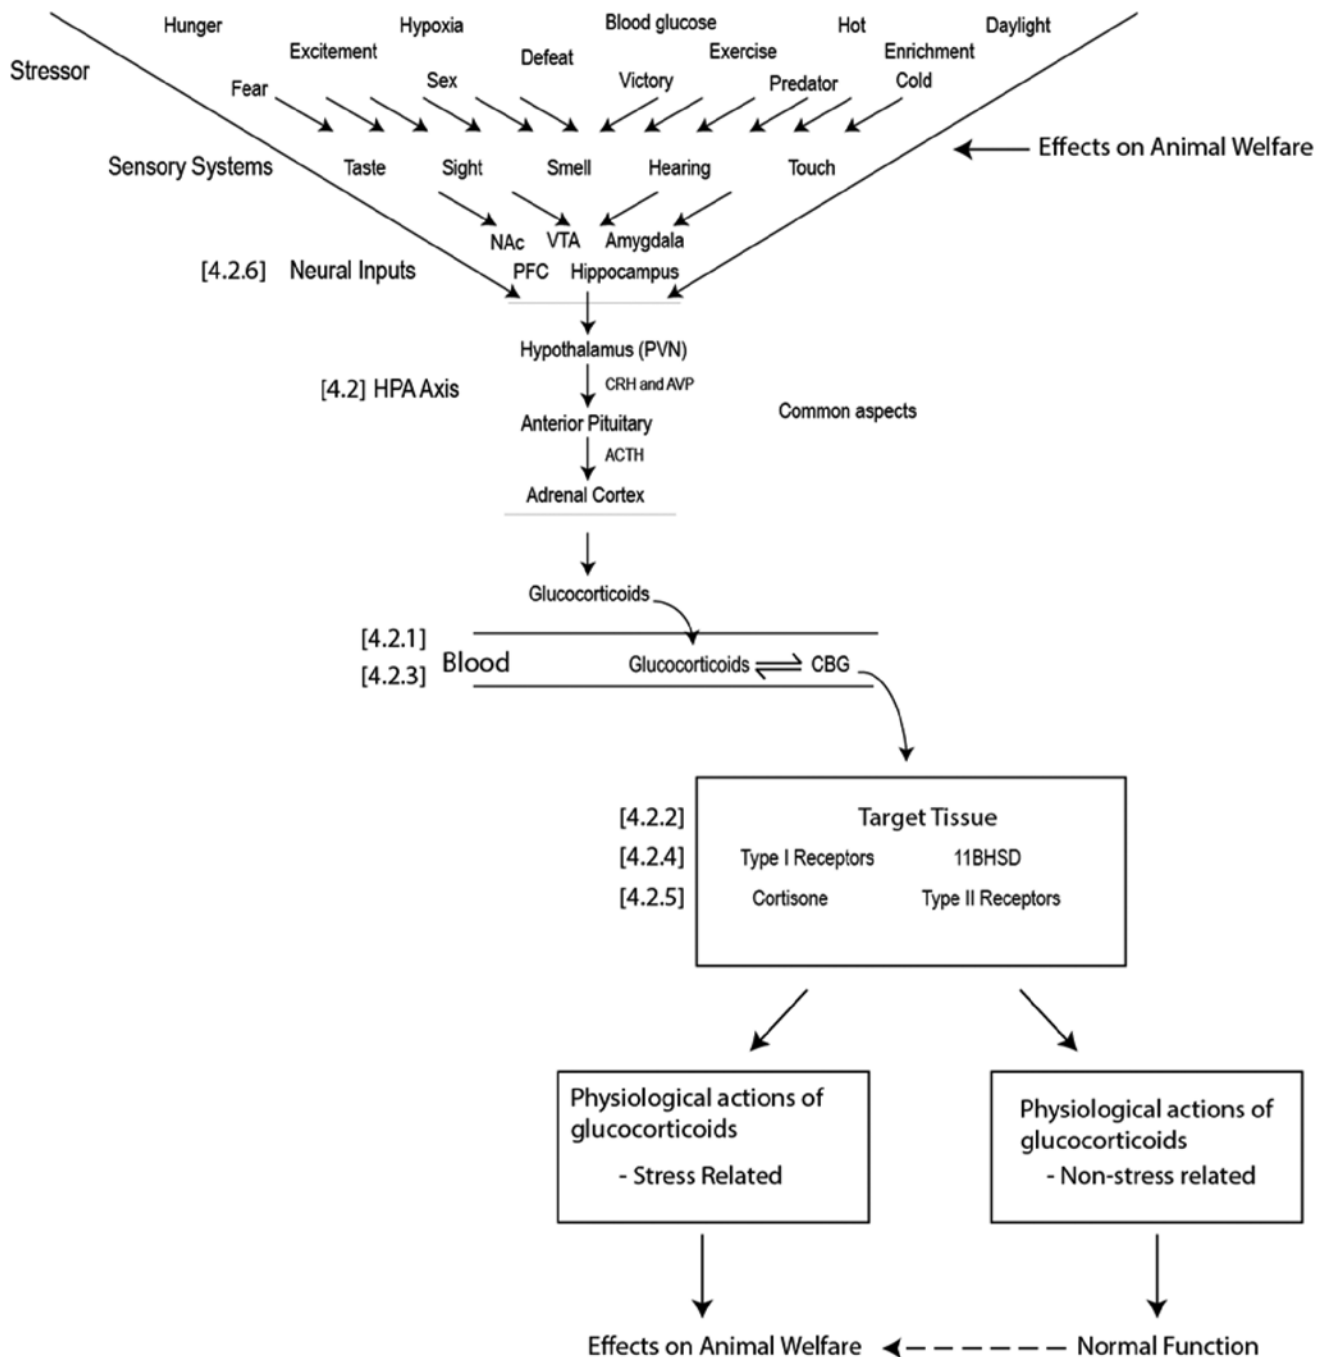 Hunger Hypoxia Blood glucose Hot Daylight
Excitement Defeat Exercise Enrichment
Stressor
Fear Sex Victory Predator Cold
Effects on Animal Welfare
Sensory Systems Taste Sight Smell Hearing Touch
NAc VTA Amygdala
[4.2.6] Neural Inputs PFC Hippocampus
Hypothalamus (PVN)
[4.2] HPA Axis CRH and AVP
Common aspects
Anterior Pituitary
ACTH
Adrenal Cortex
Glucocorticoids
[4.2.1]
Blood Glucocorticoids CBG
[4.2.3]
[4.2.2] Target Tissue
[4.2.4] Type I Receptors 11BHSD
[4.2.5] Cortisone Type II Receptors
Physiological actions of
glucocorticoids
- Stress Related
Physiological actions of
glucocorticoids
- Non-stress related
Effects on Animal Welfare Normal Function